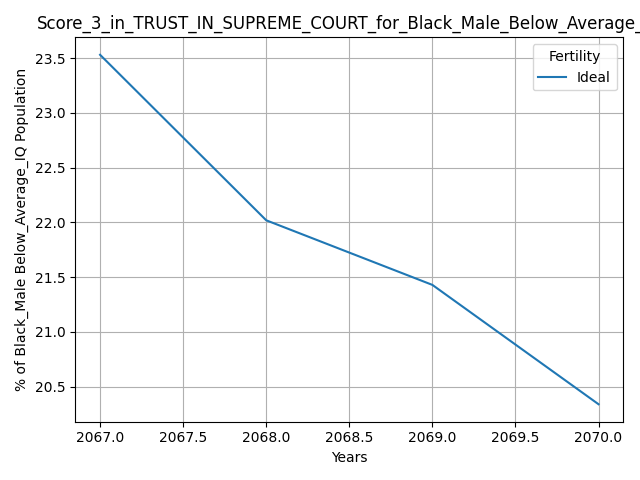 Score_3_in_TRUST_IN_SUPREME_COURT_for_Black_Male_Below_Average_
Fertility
Ideal
% of Black_Male Below_Average_IQ Population
23.5
23.0
22.5
22.0
21.5
21.0
20.5
2067.0 2067.5 2068.0 2068.5 2069.0 2069.5 2070.0
Years